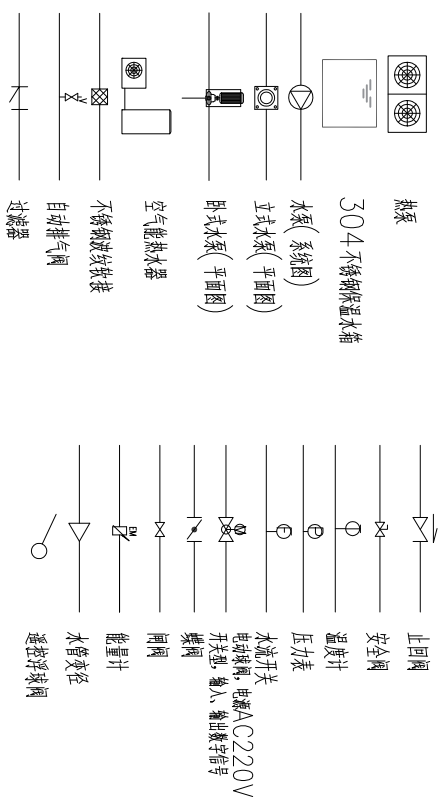 热泵
304不锈钢保温水箱
水泵(系统图)
立式水泵(平面图)
卧式水泵(平面图)
空气能热水器
不锈钢波纹软接
自动排气阀
过滤器
止回阀
安全阀
T
温度计
P
压力表
F
水流开关
M
电动球阀，电源AC220V
开关型，输入、输出数字信号
蝶阀
闸阀
EM
能量计
水管变径
遥控浮球阀